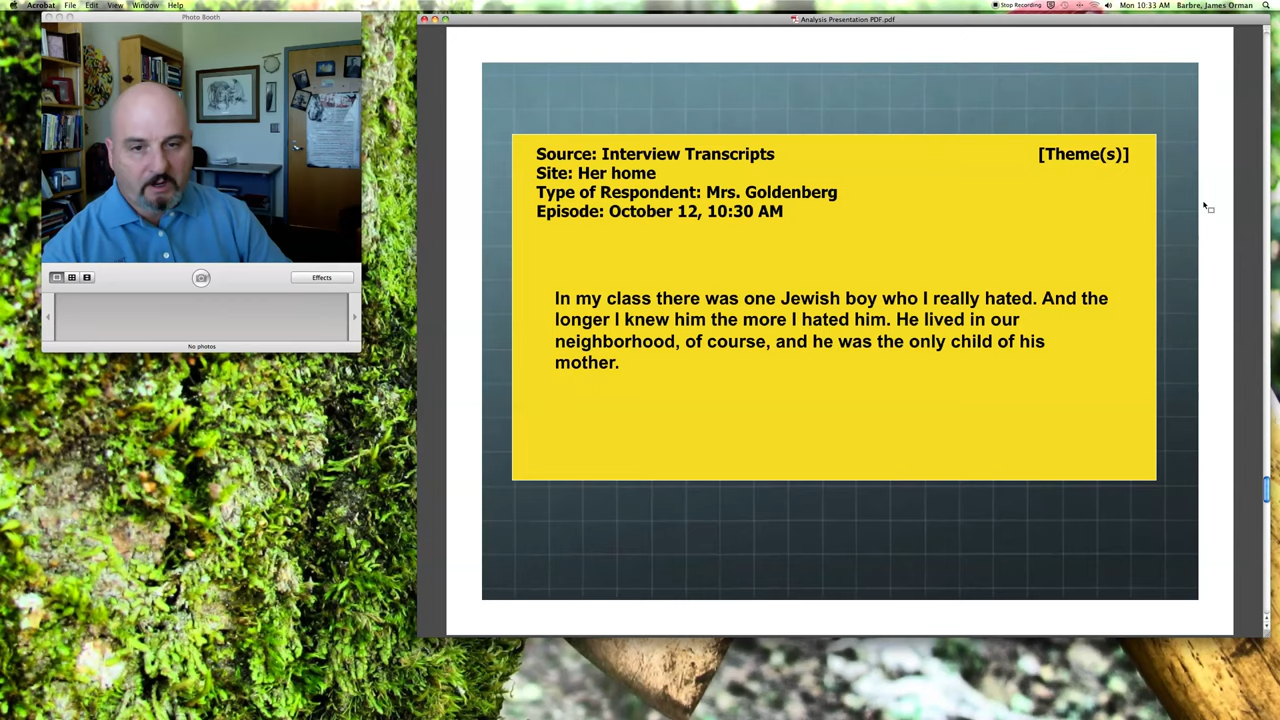 Acrobat File Edit View Window Help
Stop Recording Mon 10:33 AM Barbre, James Orman
Photo Booth
Analysis Presentation PDF.pdf
Source: Interview Transcripts [Theme(s)]
Site: Her home
Type of Respondent: Mrs. Goldenberg
Episode: October 12, 10:30 AM
In my class there was one Jewish boy who I really hated. And the
longer I knew him the more I hated him. He lived in our
neighborhood, of course, and he was the only child of his
mother.
Effects
No photos